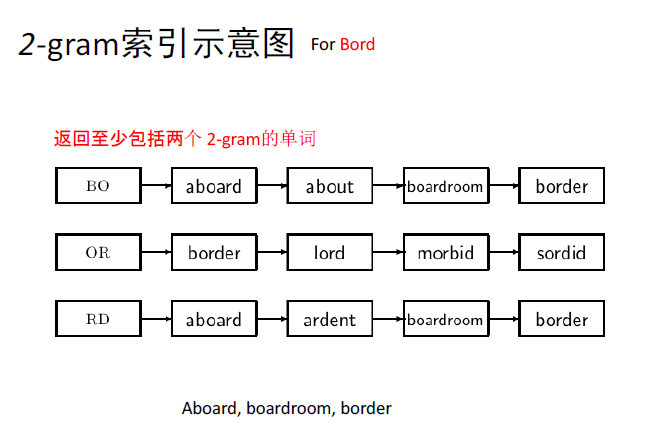 2-gram索引示意图 For Bord
返回至少包括两个 2-gram的单词
BO aboard about boardroom border
OR border lord morbid sordid
RD aboard ardent boardroom border
Aboard, boardroom, border